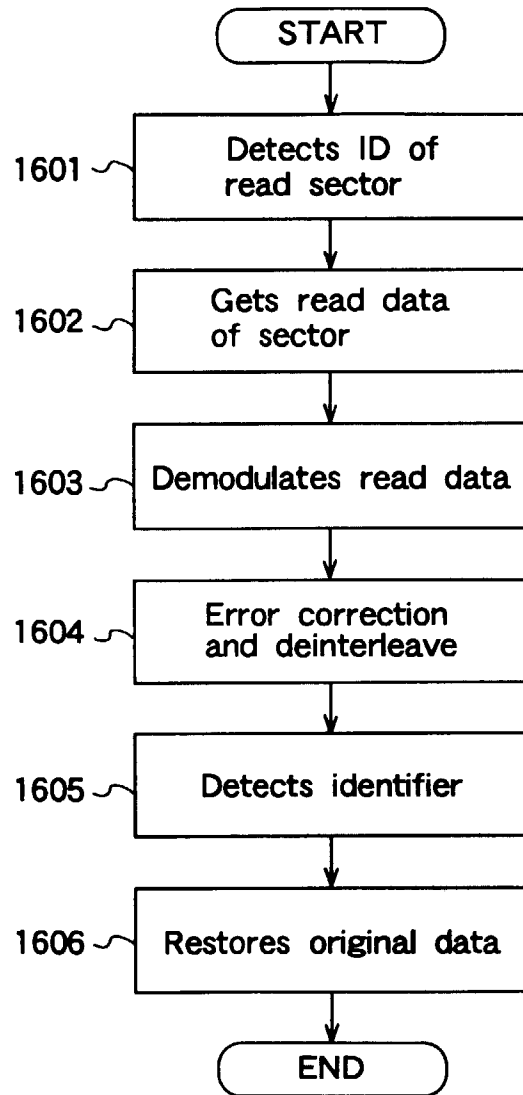 START
1601
Detects ID of
read sector
1602
Gets read data
of sector
1603
Demodulates read data
1604
Error correction
and deinterleave
1605
Detects identifier
1606
Restores original data
END